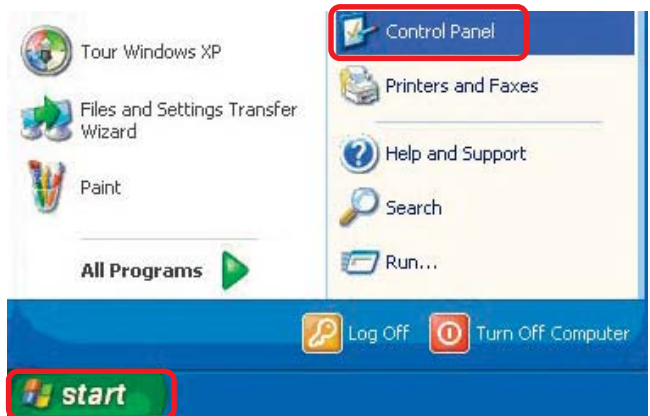 Tour Windows XP
Files and Settings Transfer
Wizard
Paint
All Programs
Control Panel
Printers and Faxes
Help and Support
Search
Run...
Log Off
Turn Off Computer
start